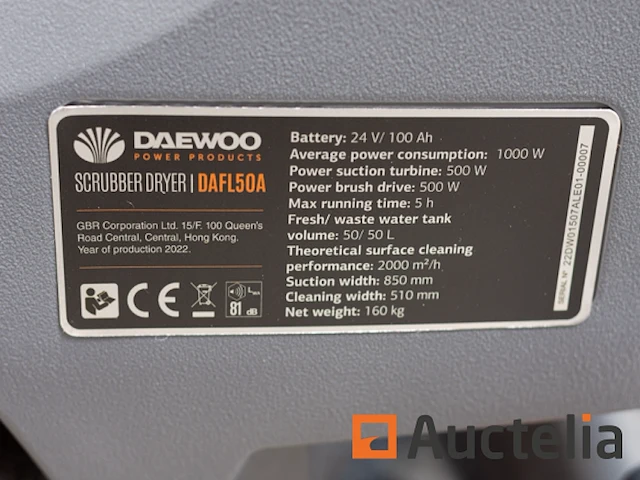 DAEWOO
POWER PRODUCTS
SCRUBBER DRYER | DAFL50A
GBR Corporation Ltd. 15/F. 100 Queen's
Road Central, Central, Hong Kong.
Year of production 2022.
CE
81 dB
Battery: 24 V/ 100 Ah
Average power consumption: 1000 W
Power suction turbine: 500 W
Power brush drive: 500 W
Max running time: 5 h
Fresh/ waste water tank
volume: 50/ 50 L
Theoretical surface cleaning
performance: 2000 m²/h
Suction width: 850 mm
Cleaning width: 510 mm
Net weight: 160 kg
SERIAL N° 22DW01507ALE01-00007
Auctelia